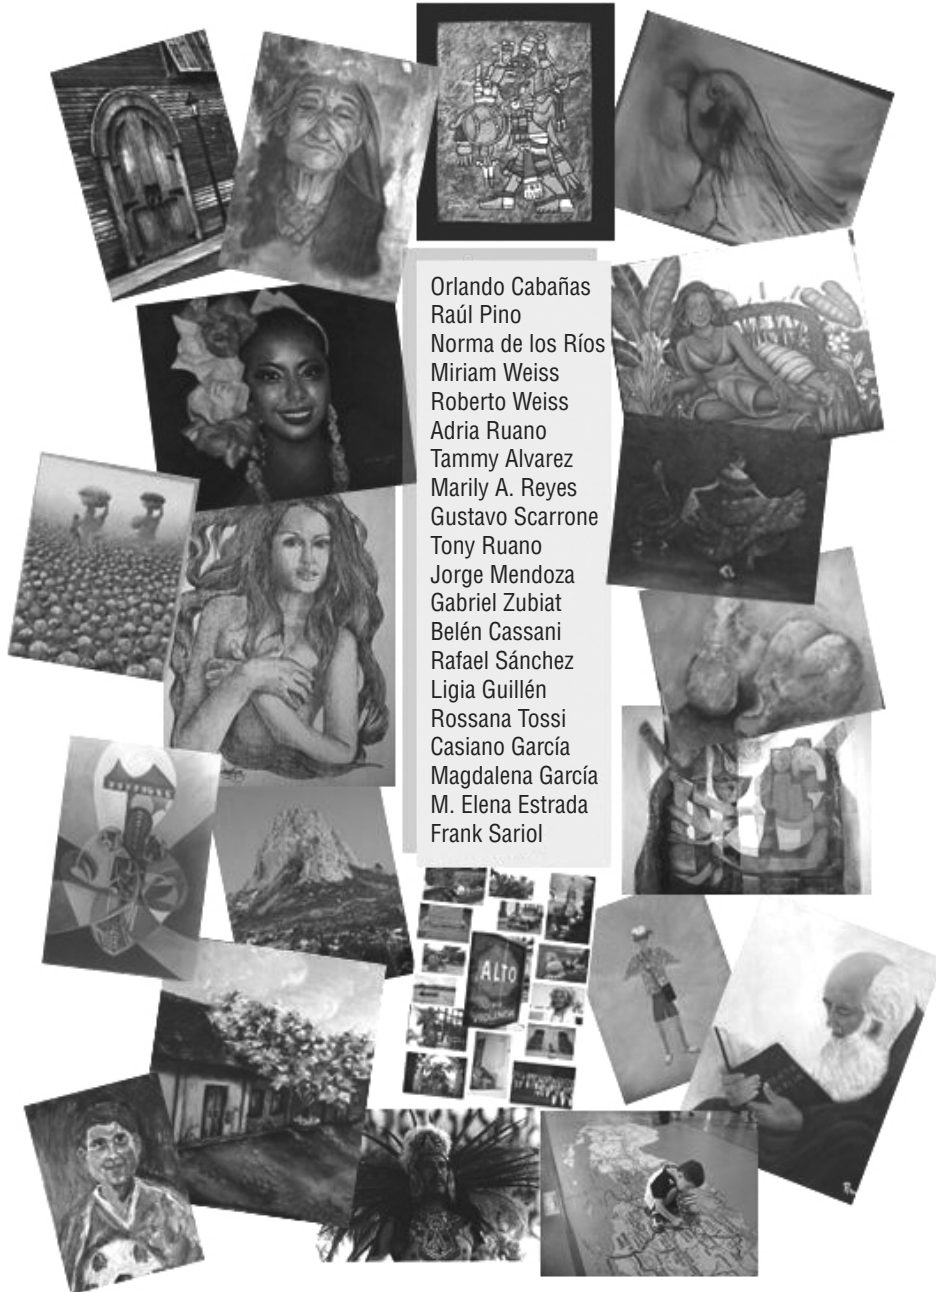 Orlando Cabañas
Raúl Pino
Norma de los Ríos
Miriam Weiss
Roberto Weiss
Adria Ruano
Tammy Alvarez
Marily A. Reyes
Gustavo Scarrone
Tony Ruano
Jorge Mendoza
Gabriel Zubiat
Belén Cassani
Rafael Sánchez
Ligia Guillén
Rossana Tossi
Casiano García
Magdalena García
M. Elena Estrada
Frank Sariol
ALTO
VIOLENCIA